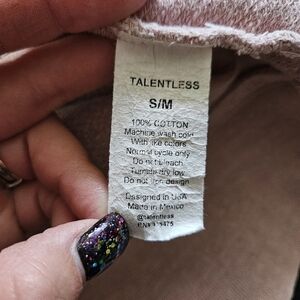 TALENTLESS
S/M
100% COTTON
Machine wash cold
With like colors
Normal cycle only
Do not bleach
Tumble dry low
Do not iron design
Designed in USA
Made in Mexico
@talentless
RN#